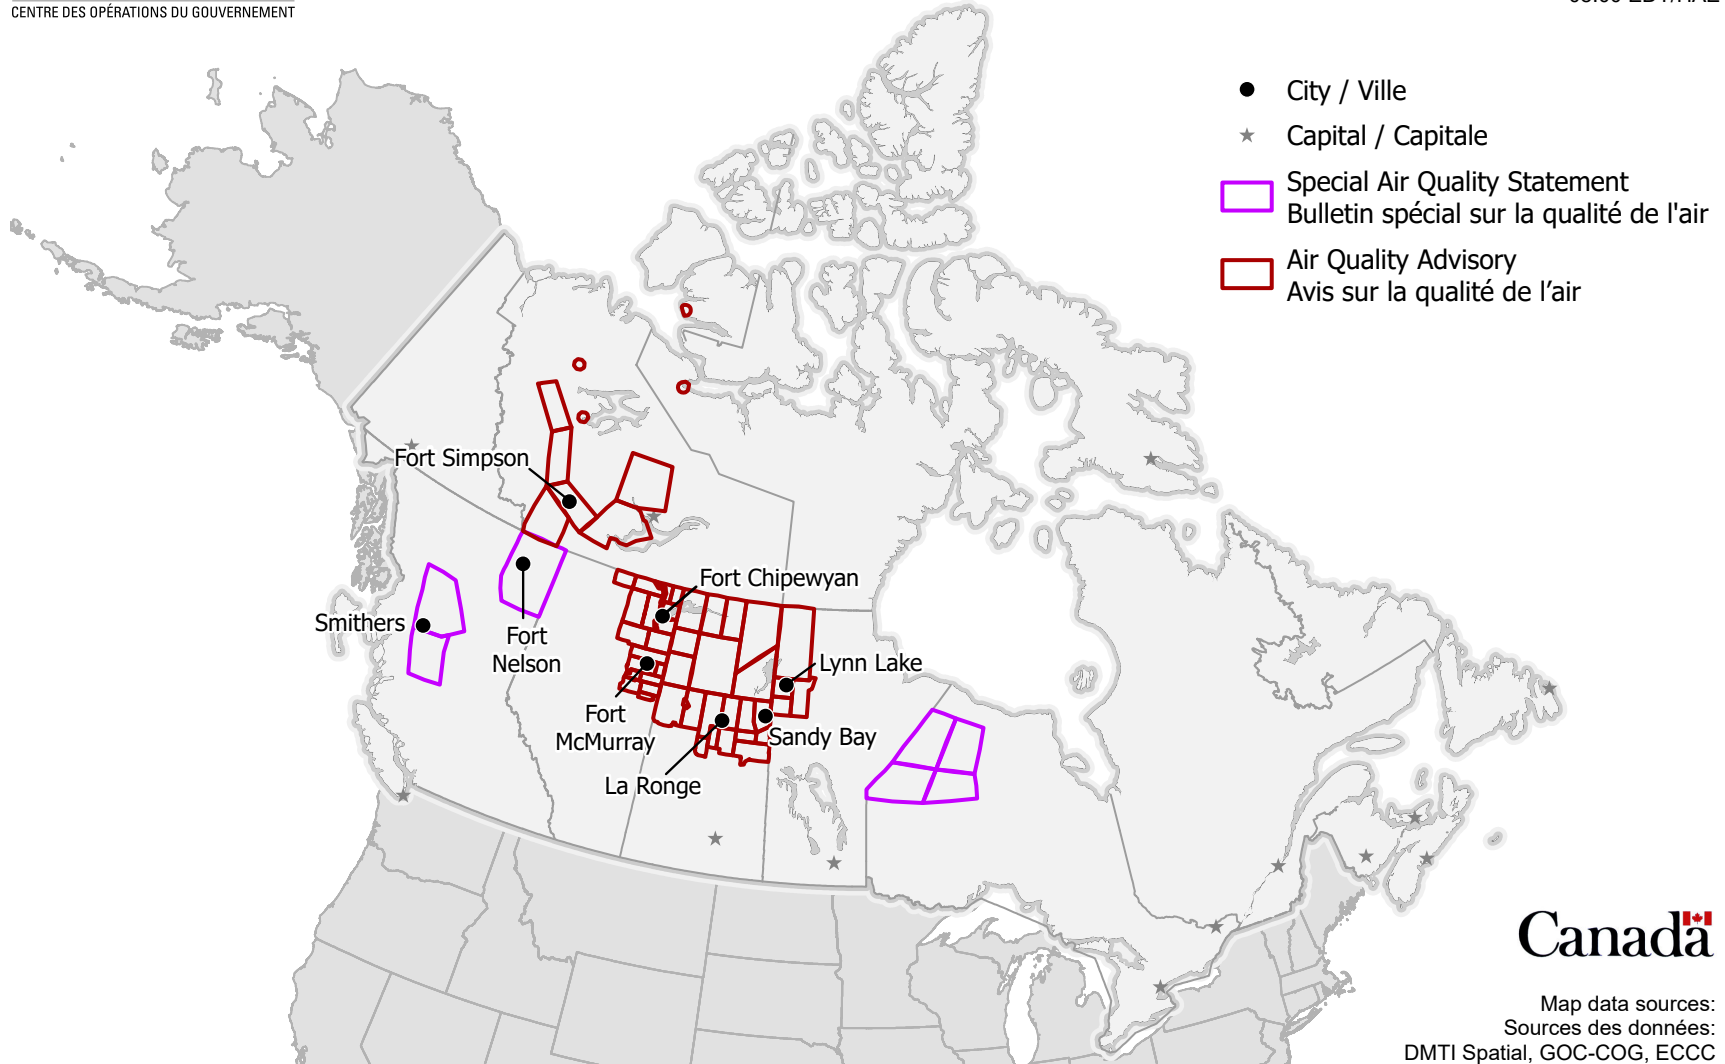 CENTRE DES OPÉRATIONS DU GOUVERNEMENT
City / Ville
Capital / Capitale
Special Air Quality Statement
Bulletin spécial sur la qualité de l'air
Air Quality Advisory
Avis sur la qualité de l’air
Fort Simpson
Fort Chipewyan
Smithers
Fort
Nelson
Lynn Lake
Fort
McMurray
Sandy Bay
La Ronge
Canada
Map data sources:
Sources des données:
DMTI Spatial, GOC-COG, ECCC